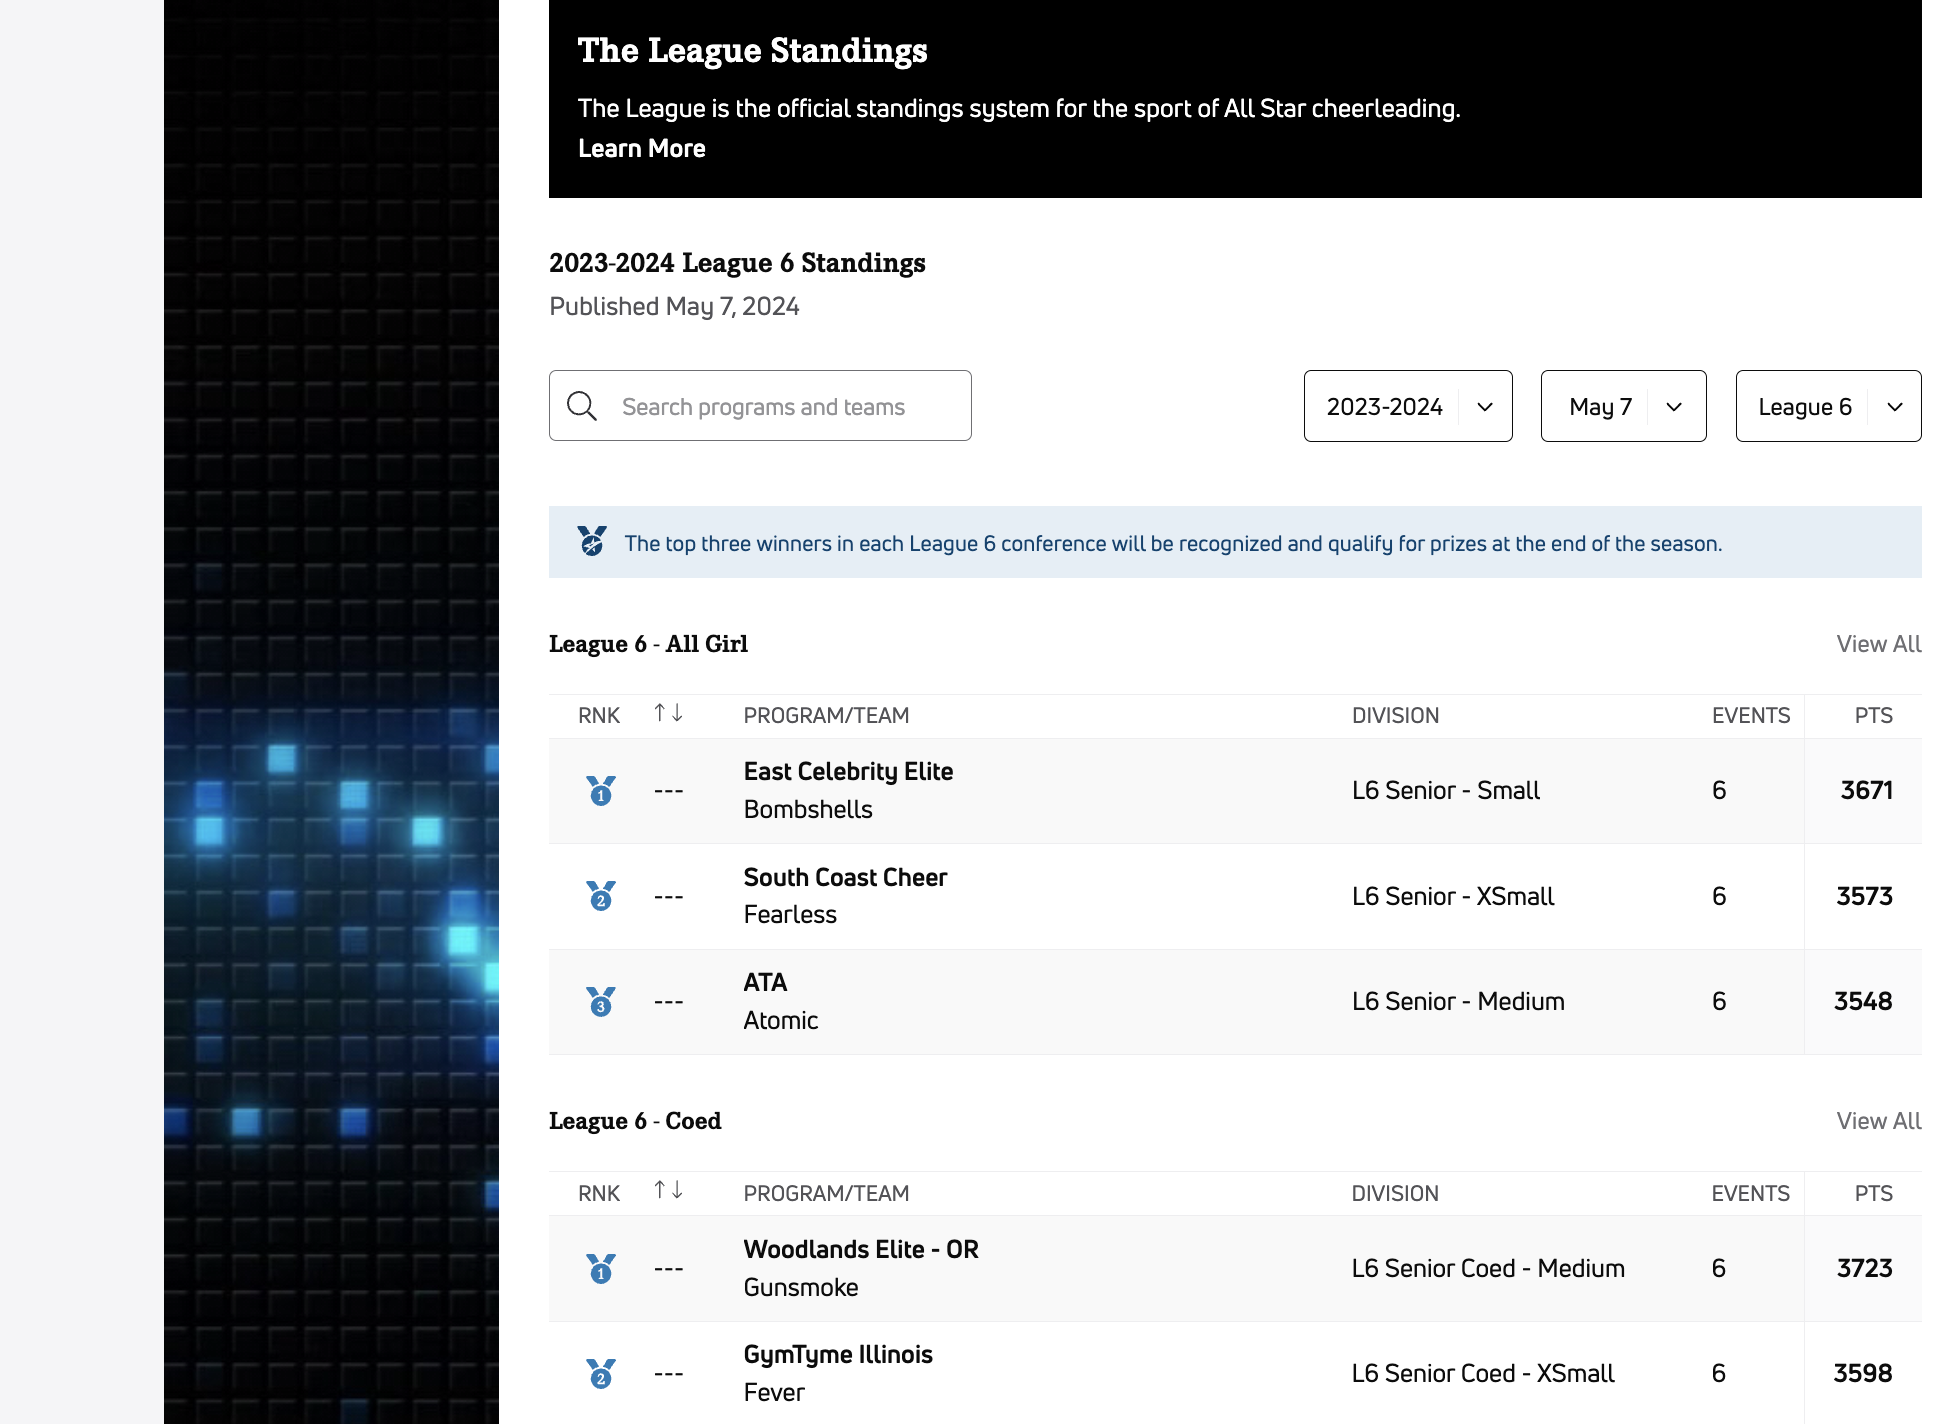 The League Standings
The League is the official standings system for the sport of All Star cheerleading.
Learn More
2023-2024 League 6 Standings
Published May 7, 2024
Search programs and teams
2023-2024
May 7
League 6
The top three winners in each League 6 conference will be recognized and qualify for prizes at the end of the season.
League 6 - All Girl
View All
RNK ↑↓ PROGRAM/TEAM DIVISION EVENTS PTS
1 --- East Celebrity Elite L6 Senior - Small 6 3671
Bombshells
2 --- South Coast Cheer L6 Senior - XSmall 6 3573
Fearless
3 --- ATA L6 Senior - Medium 6 3548
Atomic
League 6 - Coed
View All
RNK ↑↓ PROGRAM/TEAM DIVISION EVENTS PTS
1 --- Woodlands Elite - OR L6 Senior Coed - Medium 6 3723
Gunsmoke
2 --- GymTyme Illinois L6 Senior Coed - XSmall 6 3598
Fever